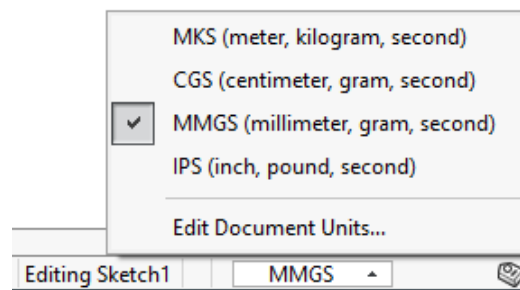 MKS (meter, kilogram, second)
CGS (centimeter, gram, second)
MMGS (millimeter, gram, second)
IPS (inch, pound, second)
Edit Document Units...
Editing Sketch1
MMGS